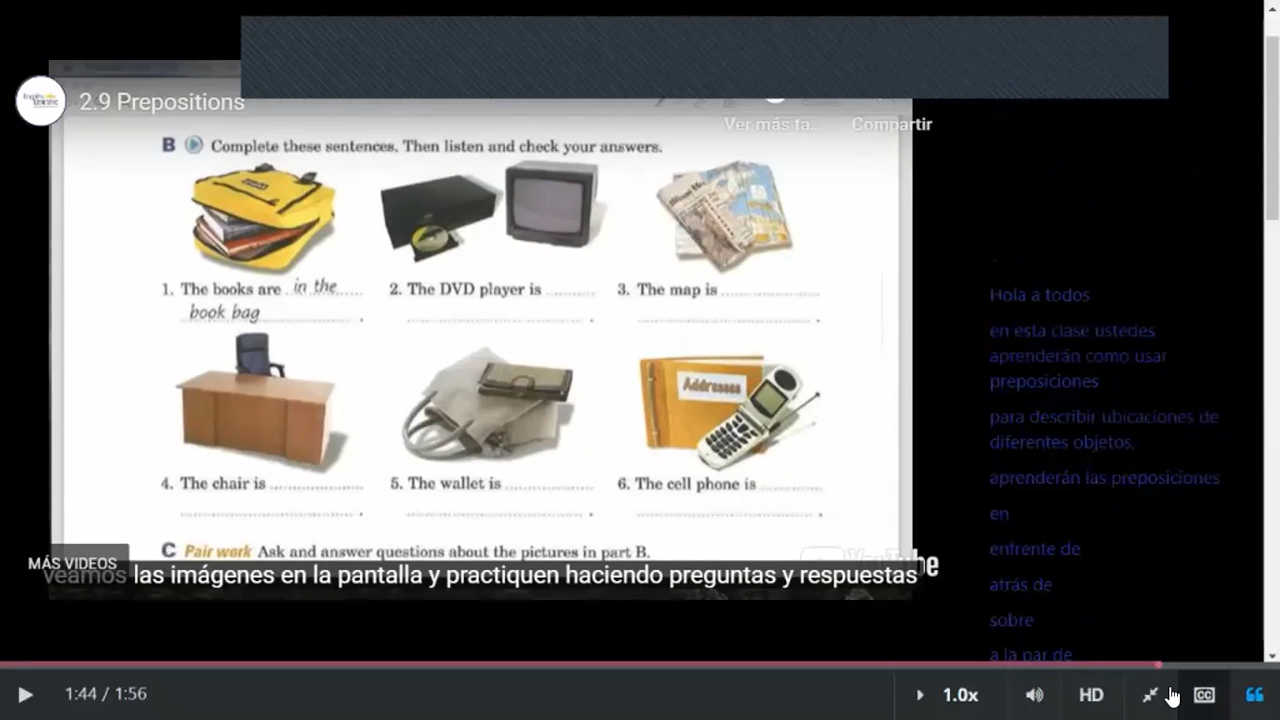 2.9 Prepositions
Ver más ta...
Compartir
B Complete these sentences. Then listen and check your answers.
1. The books are in the
book bag.
2. The DVD player is
3. The map is
Addresses
4. The chair is
5. The wallet is
6. The cell phone is
C Pair work Ask and answer questions about the pictures in part B.
MÁS VIDEOS
YouTube
veamos las imágenes en la pantalla y practiquen haciendo preguntas y respuestas
Hola a todos
en esta clase ustedes
aprenderán como usar
preposiciones
para describir ubicaciones de
diferentes objetos.
aprenderán las preposiciones
en
enfrente de
atrás de
sobre
a la par de
1:44 / 1:56
1.0x
HD
CC